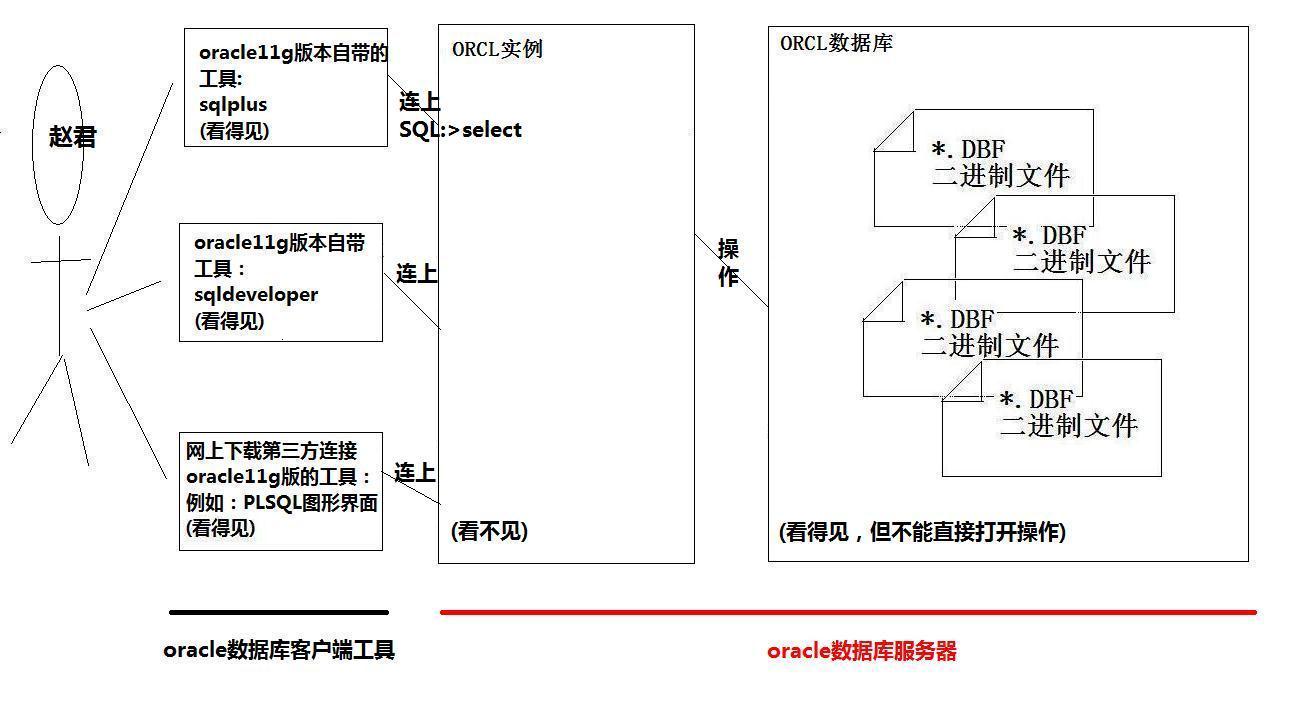 赵君
oracle11g版本自带的
工具:
sqlplus
(看得见)
连上
SQL:>select
oracle11g版本自带
工具：
sqldeveloper
(看得见)
连上
网上下载第三方连接
oracle11g版的工具：
例如：PLSQL图形界面
(看得见)
连上
ORCL实例
(看不见)
操
作
ORCL数据库
*.DBF
二进制文件
*.DBF
二进制文件
*.DBF
二进制文件
*.DBF
二进制文件
(看得见，但不能直接打开操作)
oracle数据库客户端工具
oracle数据库服务器